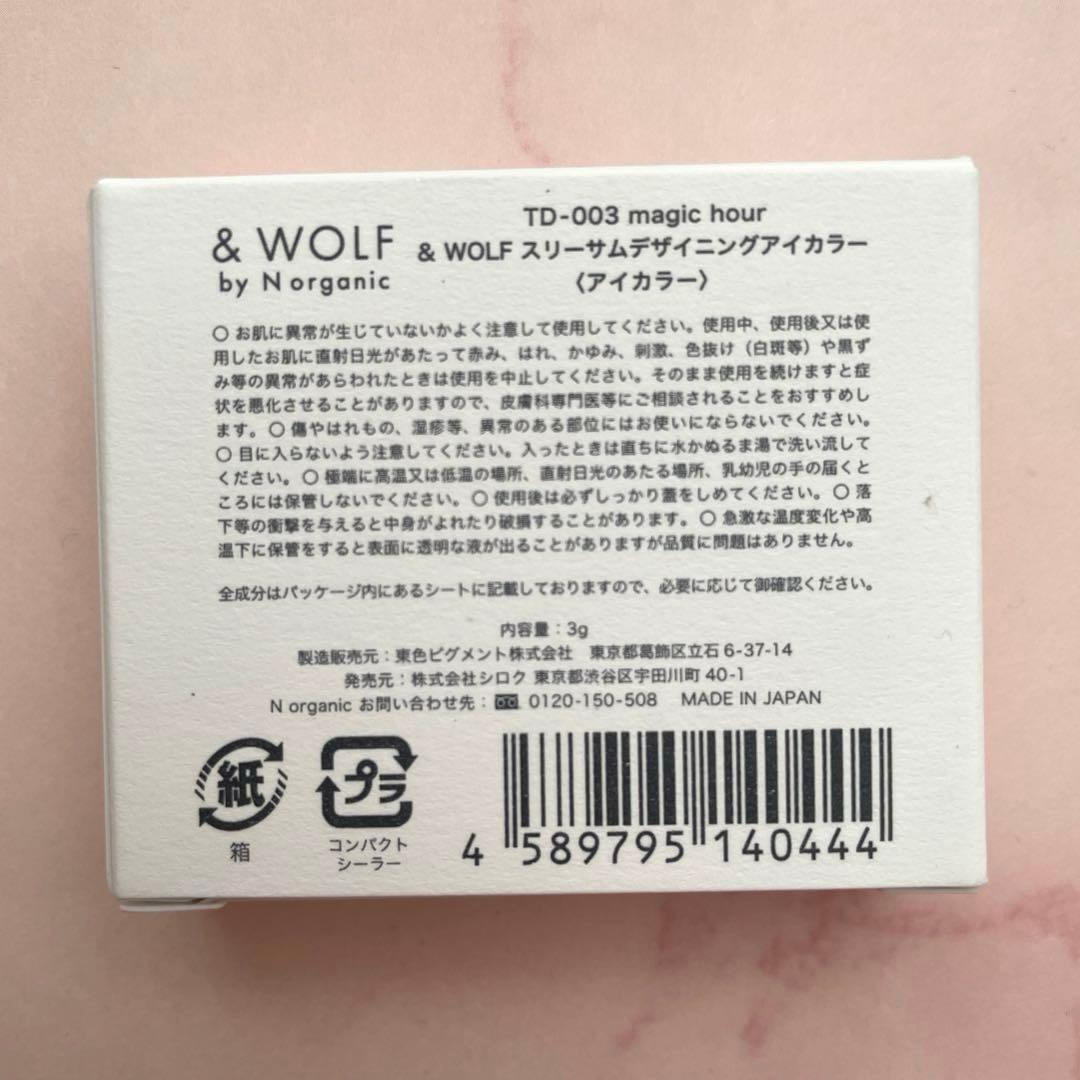 & WOLF
by N organic
TD-003 magic hour
& WOLF スリーサムデザイニングアイカラー
〈アイカラー〉
○ お肌に異常が生じていないかよく注意して使用してください。使用中、使用後又は使
用したお肌に直射日光があたって赤み、はれ、かゆみ、刺激、色抜け（白斑等）や黒ず
み等の異常があらわれたときは使用を中止してください。そのまま使用を続けますと症
状を悪化させることがありますので、皮膚科専門医等にご相談されることをおすすめし
ます。○ 傷やはれもの、湿疹等、異常のある部位にはお使いにならないでください。
○ 目に入らないよう注意してください。入ったときは直ちに水かぬるま湯で洗い流して
ください。○ 極端に高温又は低温の場所、直射日光のあたる場所、乳幼児の手の届くと
ころには保管しないでください。○ 使用後は必ずしっかり蓋をしめてください。○ 落
下等の衝撃を与えると中身がよれたり破損することがあります。○ 急激な温度変化や高
温下に保管をすると表面に透明な液が出ることがありますが品質に問題はありません。
全成分はパッケージ内にあるシートに記載しておりますので、必要に応じて御確認ください。
内容量：3g
製造販売元：東色ピグメント株式会社 東京都葛飾区立石 6-37-14
発売元：株式会社シロク 東京都渋谷区宇田川町 40-1
N organic お問い合わせ先： 0120-150-508 MADE IN JAPAN
紙
箱
プラ
コンパクト
シーラー
4 589795 140444